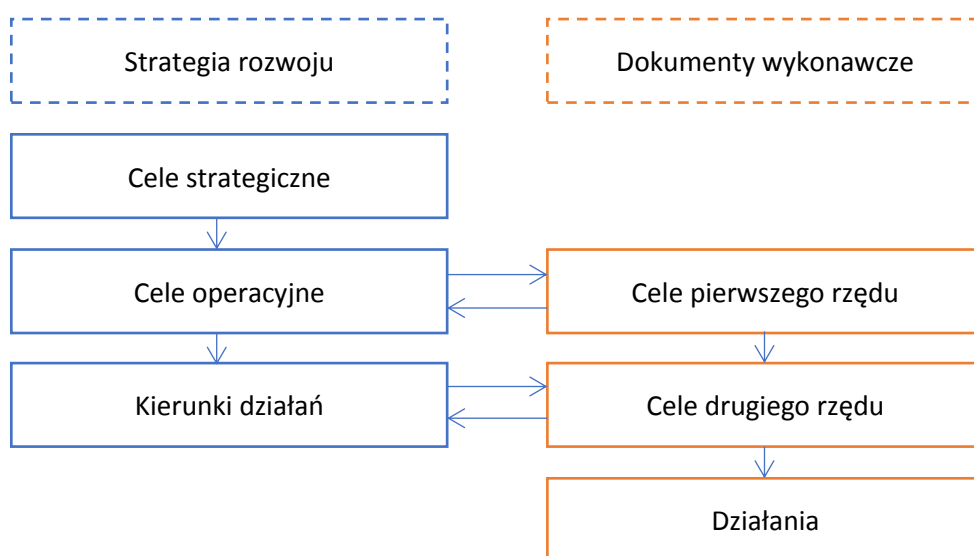 Strategia rozwoju
Dokumenty wykonawcze
Cele strategiczne
Cele operacyjne
Cele pierwszego rzędu
Kierunki działań
Cele drugiego rzędu
Działania